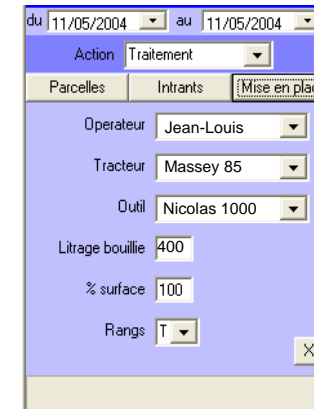 du 11/05/2004 au 11/05/2004
Action Traitement
Parcelles Intrants Mise en plac
Operateur Jean-Louis
Tracteur Massey 85
Outil Nicolas 1000
Litrage bouillie 400
% surface 100
Rangs T
X